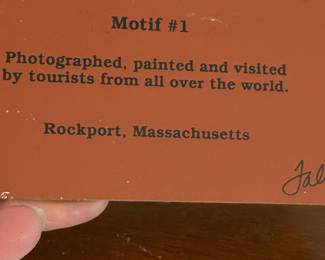 Motif #1
Photographed, painted and visited
by tourists from all over the world.
Rockport, Massachusetts